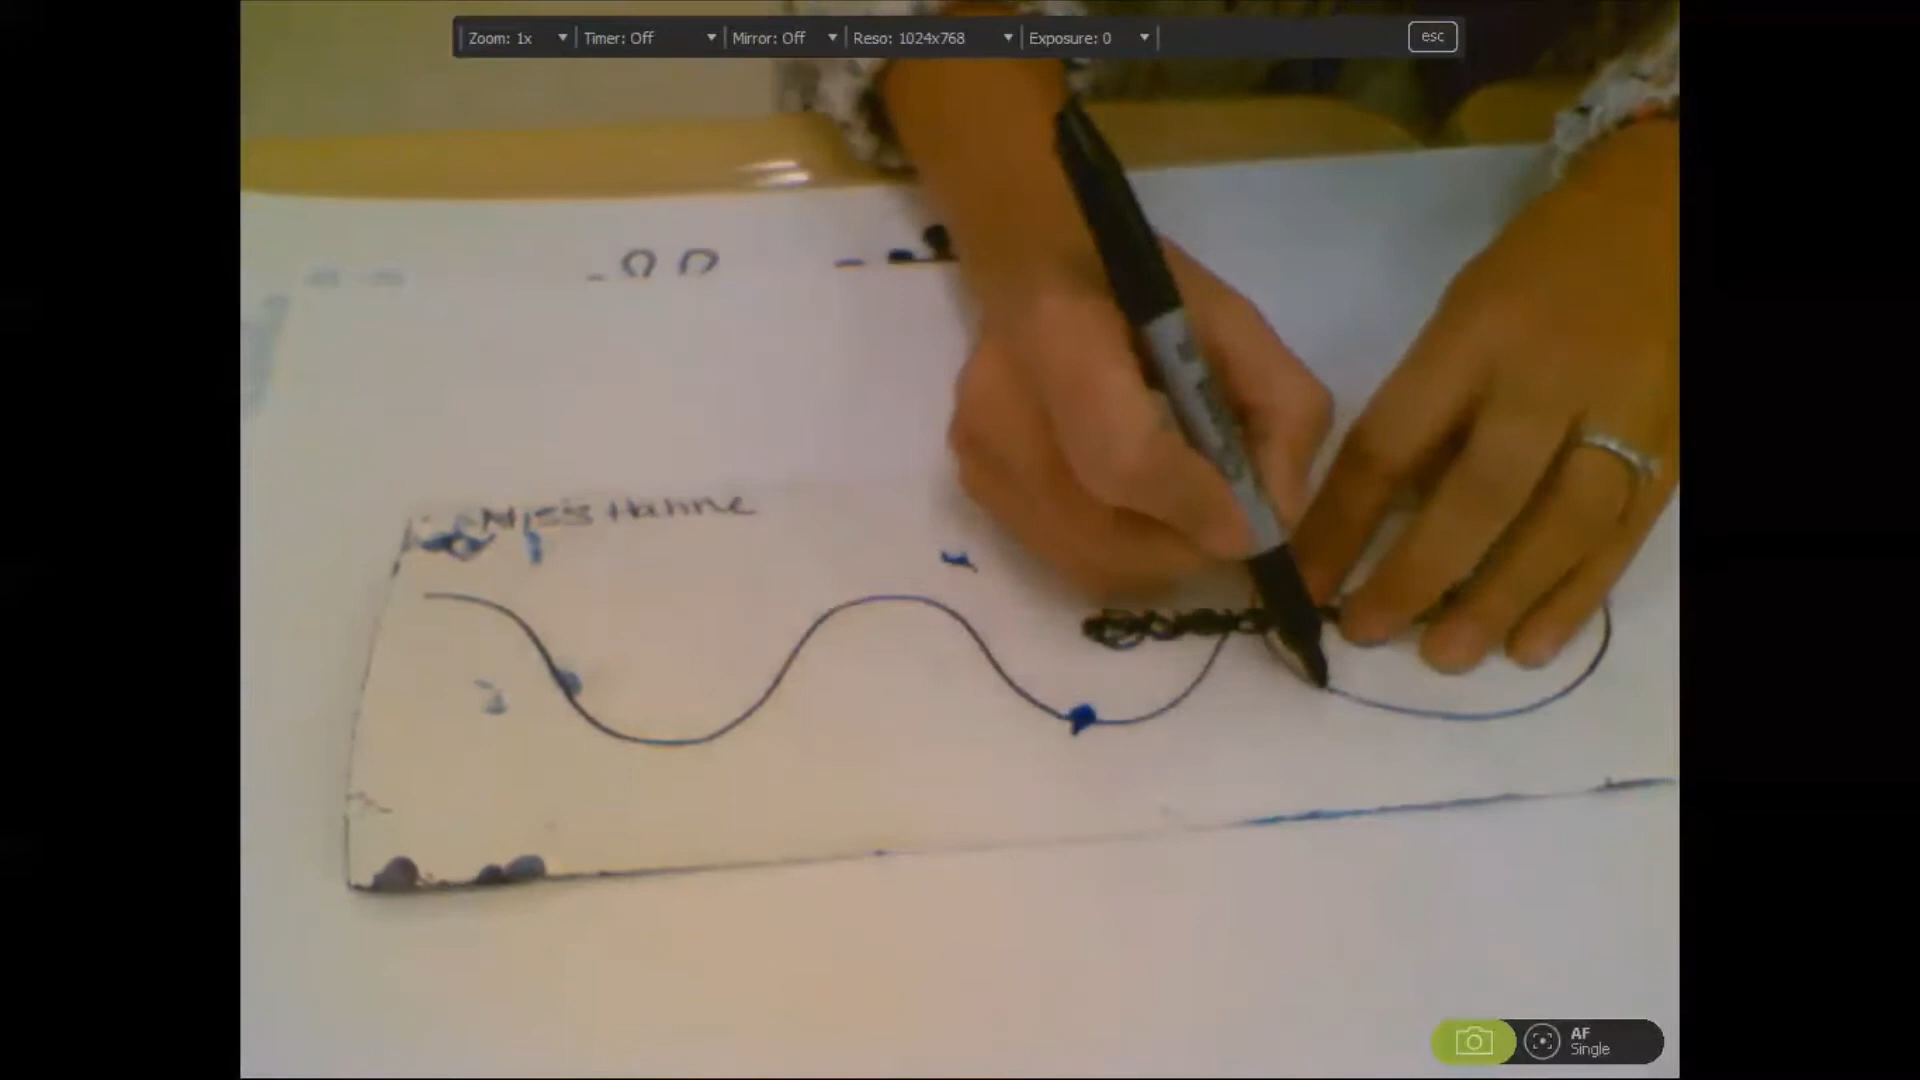 Zoom: 1x Timer: Off Mirror: Off Reso: 1024x768 Exposure: 0 esc
Miss Hahne
AF
Single